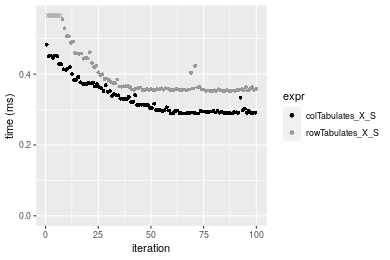 time (ms)
0.4
0.2
0.0
0
25
50
75
100
iteration
expr
colTabulates_X_S
rowTabulates_X_S